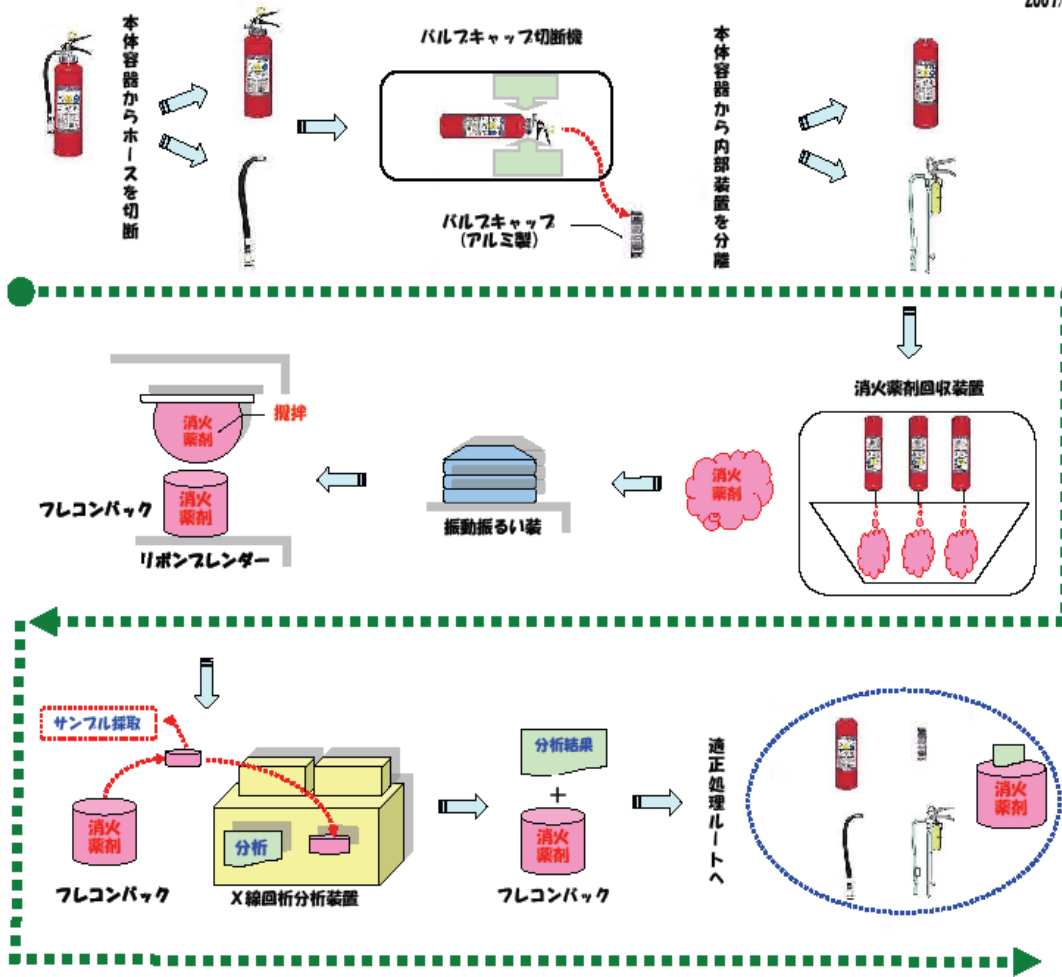 本体容器からホースを切断
バルブキャップ切断機
バルブキャップ
(アルミ製)
本体容器から内部装置を分離
消火薬剤回収装置
消火
薬剤
攪拌
消火
薬剤
フレコンバック
リボンブレンダー
振動振るい装
消火
薬剤
サンプル採取
消火
薬剤
フレコンバック
分析
X線回析分析装置
分析結果
+
消火
薬剤
フレコンバック
適正処理ルートへ
消火
薬剤